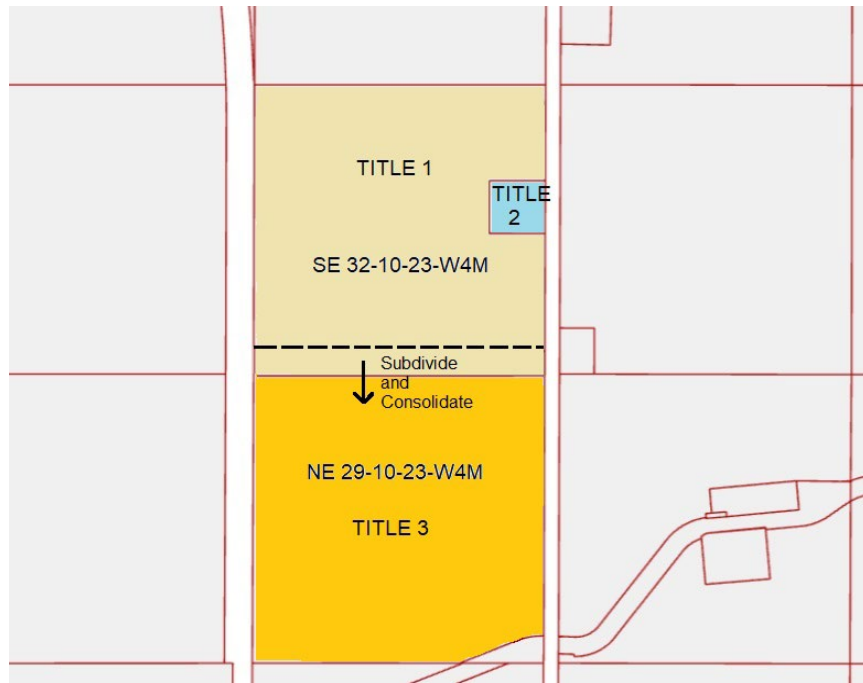 TITLE 1
TITLE
2
SE 32-10-23-W4M
Subdivide
and
Consolidate
NE 29-10-23-W4M
TITLE 3